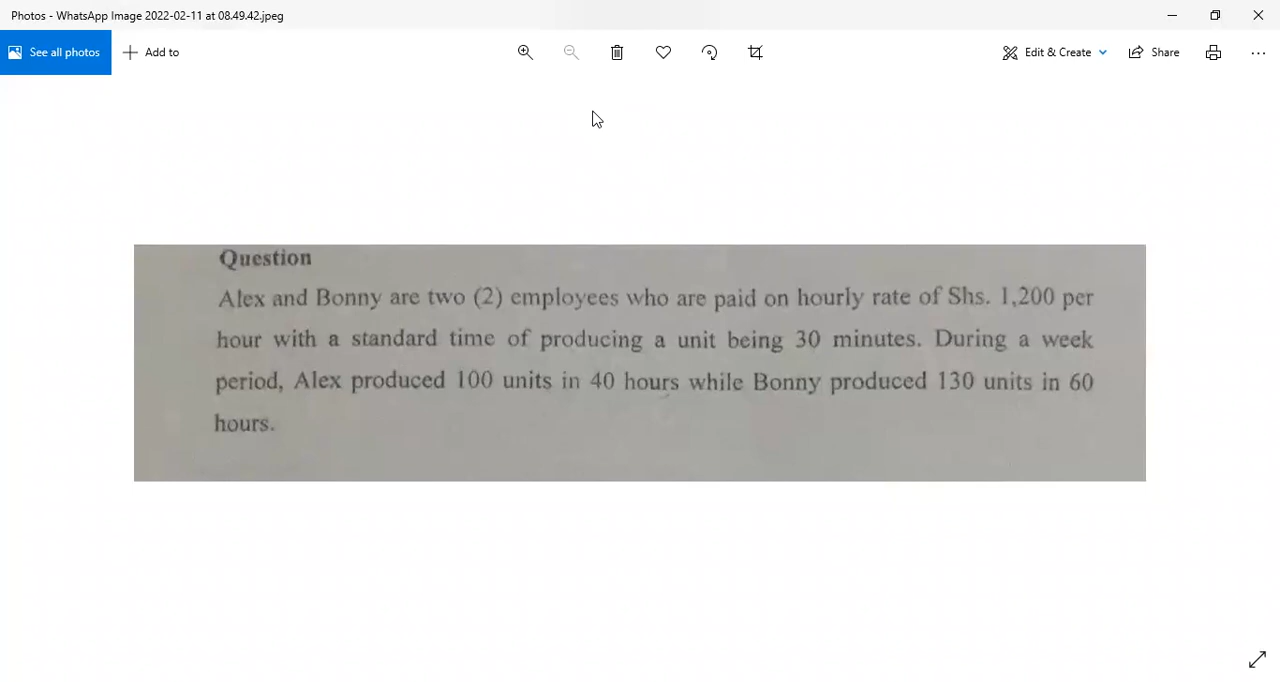 Photos - WhatsApp Image 2022-02-11 at 08.49.42.jpeg
See all photos
Add to
Edit & Create
Share
Question
Alex and Bonny are two (2) employees who are paid on hourly rate of Shs. 1,200 per
hour with a standard time of producing a unit being 30 minutes. During a week
period, Alex produced 100 units in 40 hours while Bonny produced 130 units in 60
hours.